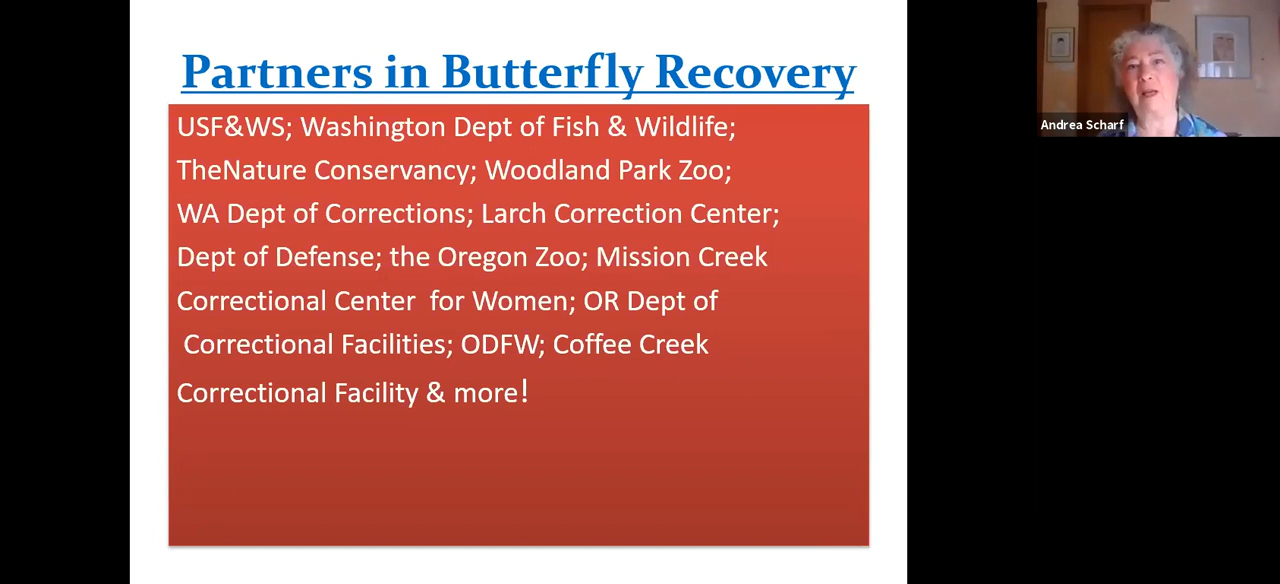 Partners in Butterfly Recovery
USF&WS; Washington Dept of Fish & Wildlife;
TheNature Conservancy; Woodland Park Zoo;
WA Dept of Corrections; Larch Correction Center;
Dept of Defense; the Oregon Zoo; Mission Creek
Correctional Center for Women; OR Dept of
Correctional Facilities; ODFW; Coffee Creek
Correctional Facility & more!
Andrea Scharf